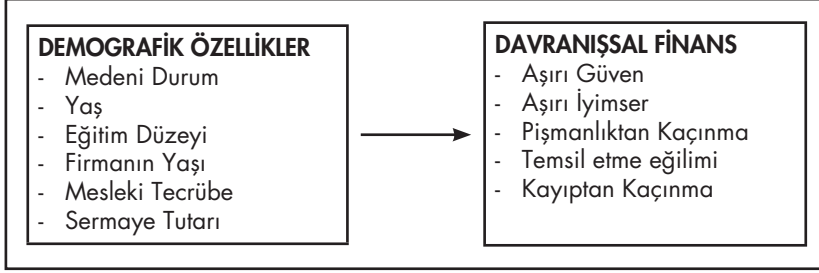 DEMOGRAFİK ÖZELLİKLER
- Medeni Durum
- Yaş
- Eğitim Düzeyi
- Firmanın Yaşı
- Mesleki Tecrübe
- Sermaye Tutarı
DAVRANIŞSAL FİNANS
- Aşırı Güven
- Aşırı İyimser
- Pişmanlıktan Kaçınma
- Temsil etme eğilimi
- Kayıptan Kaçınma